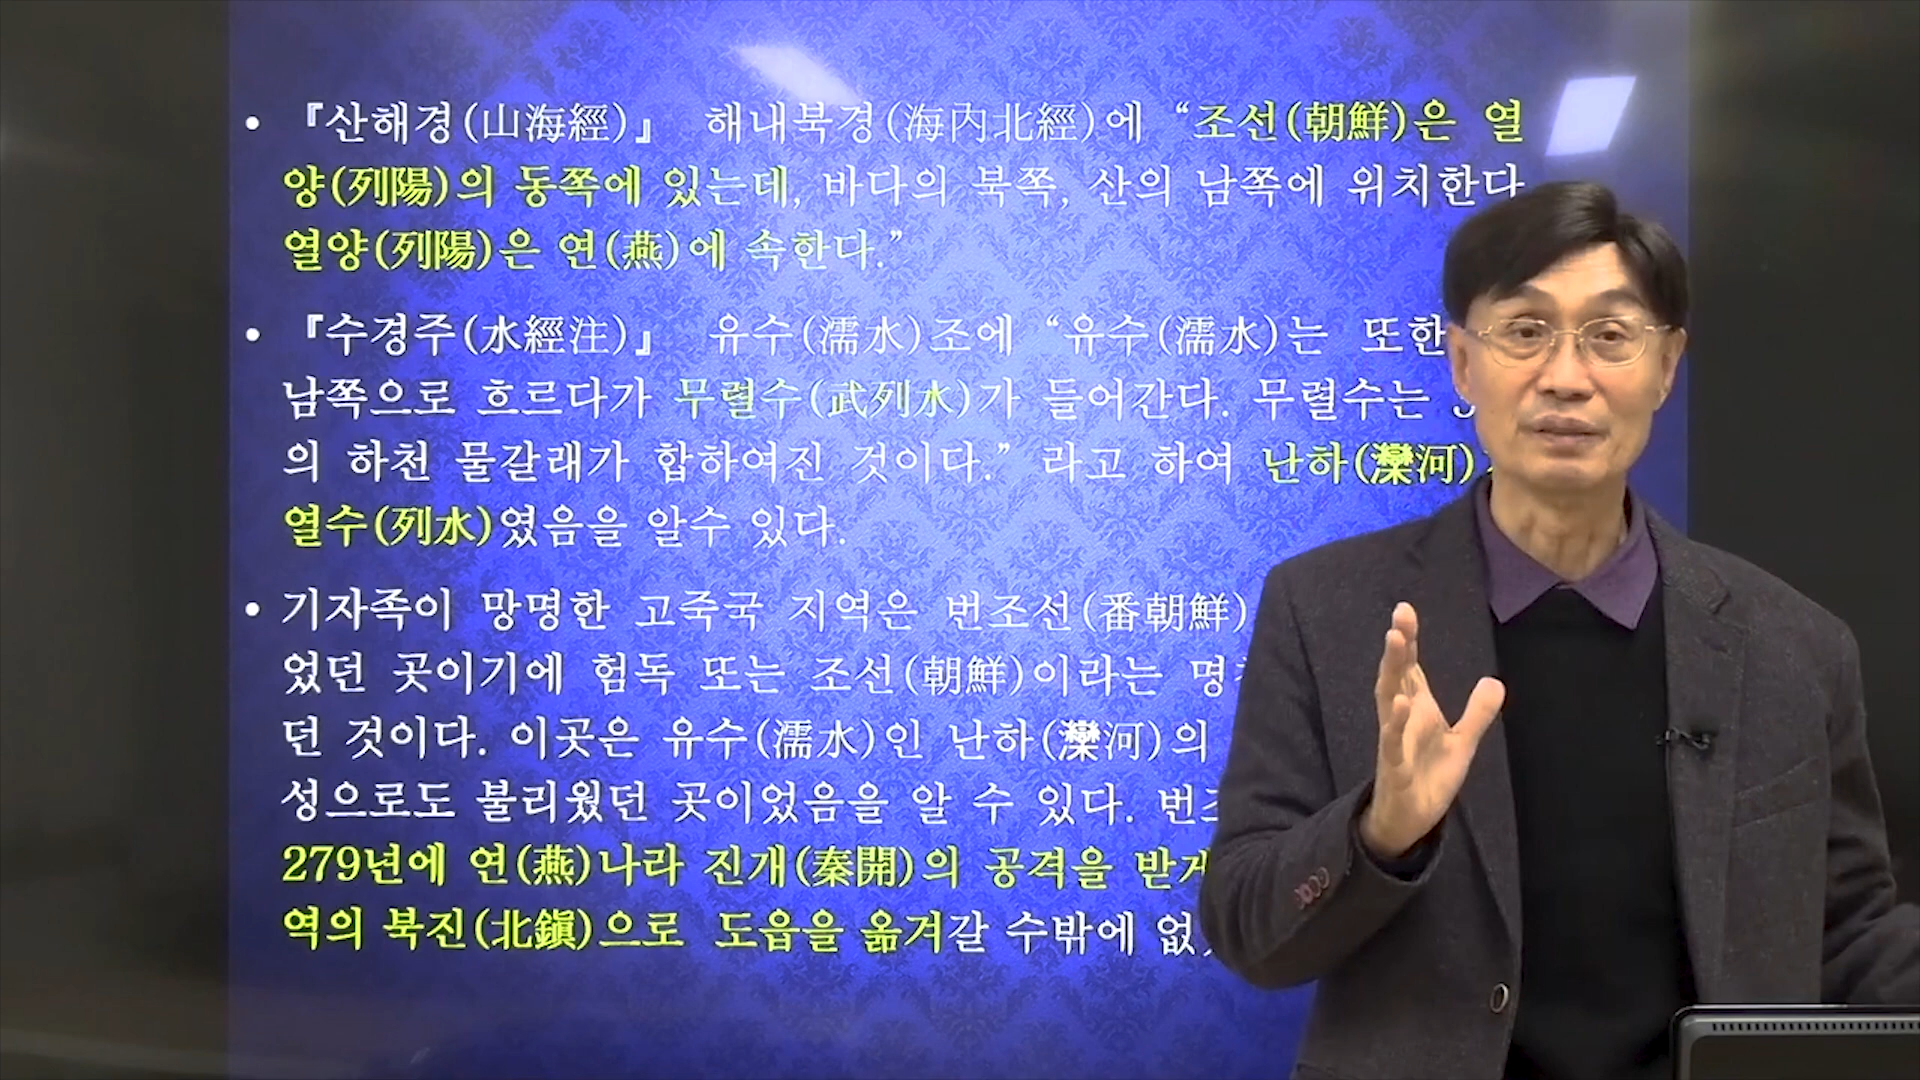 • 『산해경(山海經)』 해내북경(海內北經)에 “조선(朝鮮)은 열
양(列陽)의 동쪽에 있는데, 바다의 북쪽, 산의 남쪽에 위치한다
열양(列陽)은 연(燕)에 속한다.”
• 『수경주(水經注)』 유수(濡水)조에 “유수(濡水)는 또한
남쪽으로 흐르다가 무렬수(武列水)가 들어간다. 무렬수는
의 하천 물갈래가 합하여진 것이다.” 라고 하여 난하(灤河)
열수(列水)였음을 알수 있다.
• 기자족이 망명한 고죽국 지역은 번조선(番朝鮮)
었던 곳이기에 험독 또는 조선(朝鮮)이라는
던 것이다. 이곳은 유수(濡水)인 난하(灤河)의
성으로도 불리웠던 곳이었음을 알 수 있다.
279년에 연(燕)나라 진개(秦開)의 공격을
역의 북진(北鎭)으로 도읍을 옮겨갈 수밖에